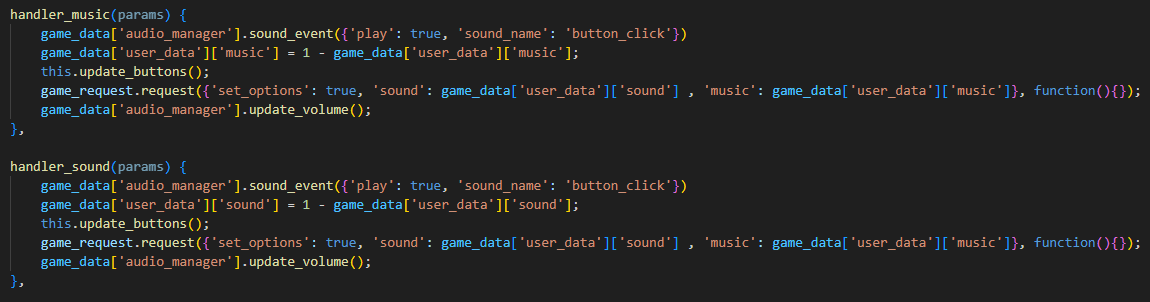 handler_music(params) {
    game_data['audio_manager'].sound_event({'play': true, 'sound_name': 'button_click'})
    game_data['user_data']['music'] = 1 - game_data['user_data']['music'];
    this.update_buttons();
    game_request.request({'set_options': true, 'sound': game_data['user_data']['sound'] , 'music': game_data['user_data']['music']}, function(){});
    game_data['audio_manager'].update_volume();
},

handler_sound(params) {
    game_data['audio_manager'].sound_event({'play': true, 'sound_name': 'button_click'})
    game_data['user_data']['sound'] = 1 - game_data['user_data']['sound'];
    this.update_buttons();
    game_request.request({'set_options': true, 'sound': game_data['user_data']['sound'] , 'music': game_data['user_data']['music']}, function(){});
    game_data['audio_manager'].update_volume();
},